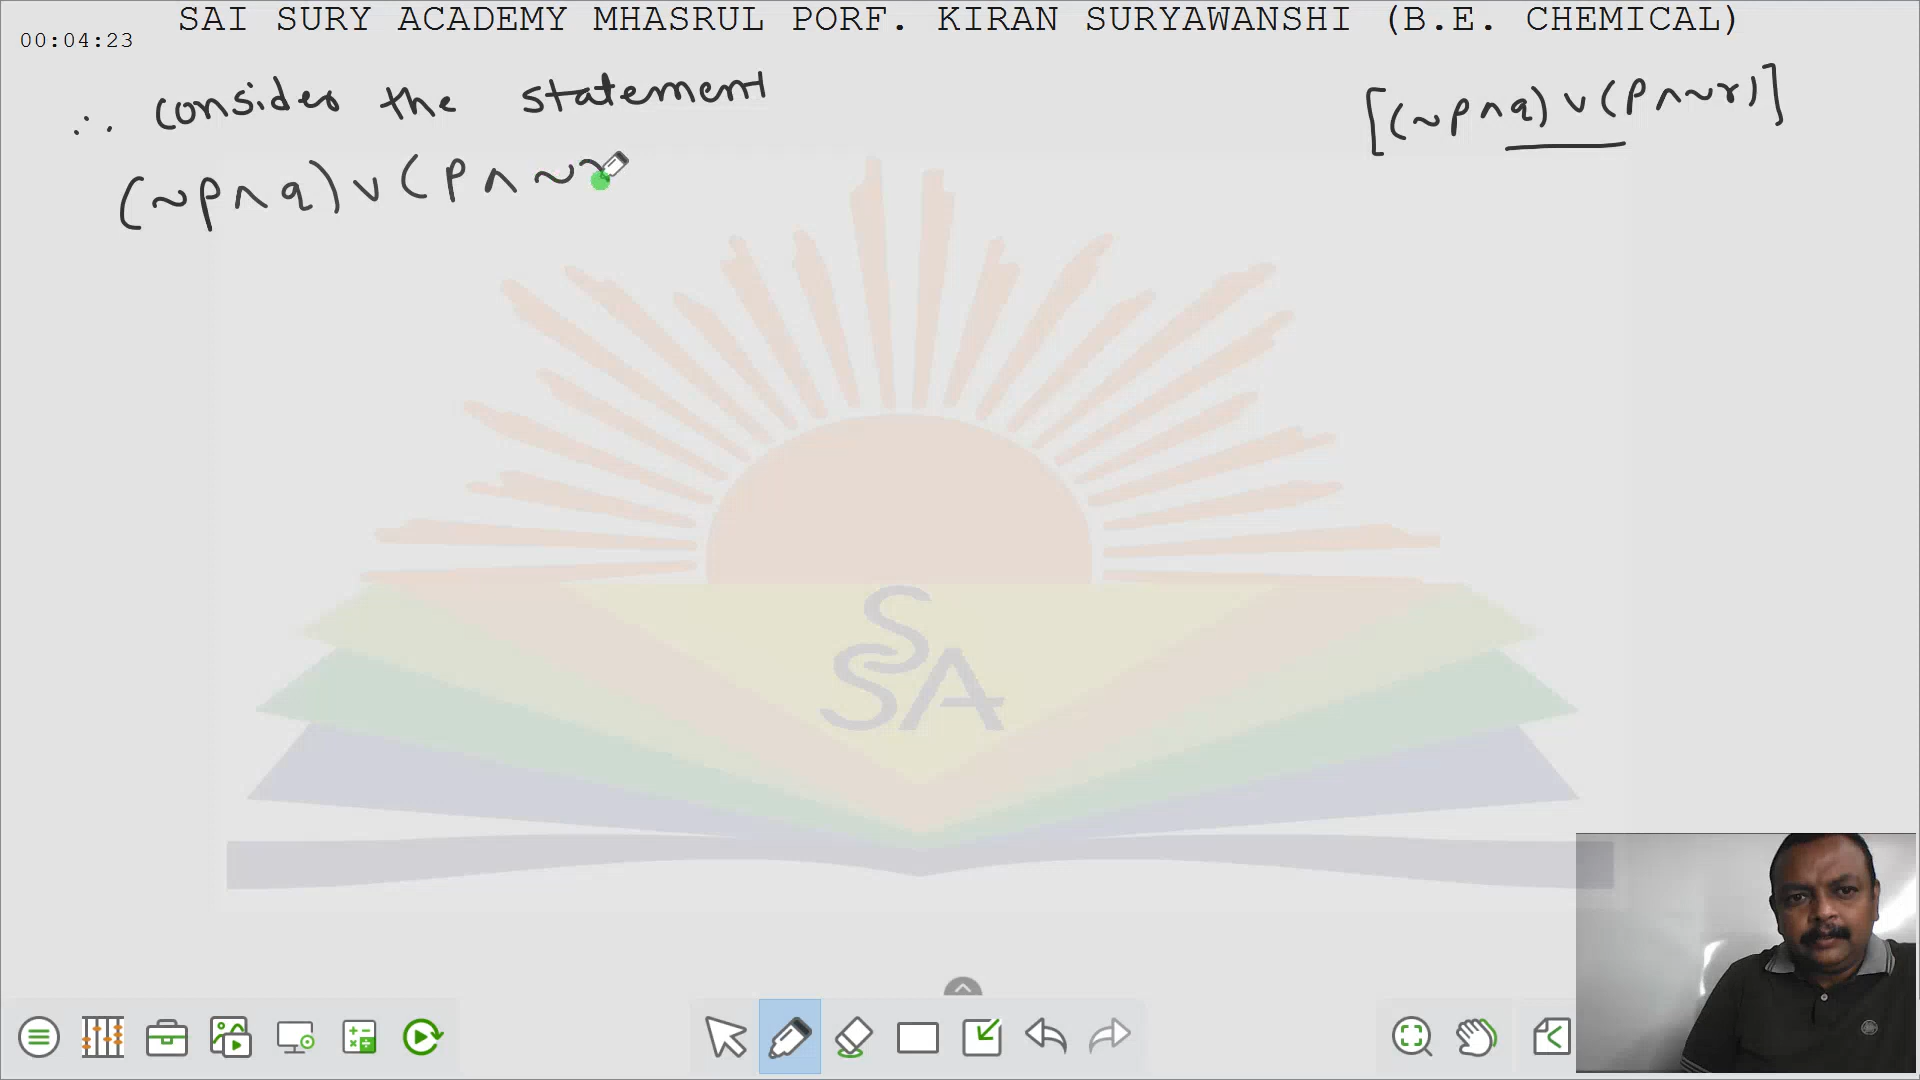 SAI SURY ACADEMY MHASRUL PORF. KIRAN SURYAWANSHI (B.E. CHEMICAL)
00:04:23
∴ consider the statement
[(~p∧q)∨(p∧~r)]
(~p∧q)∨(p∧~r
SSA